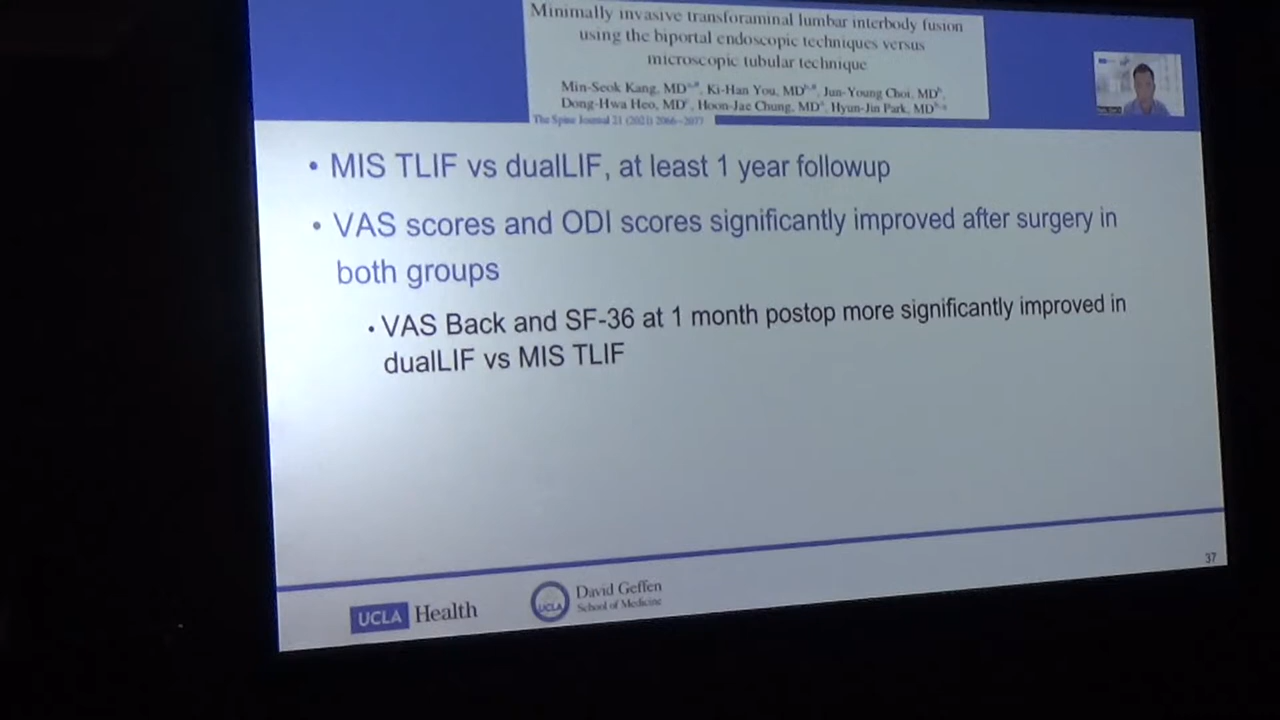 Minimally invasive transforaminal lumbar interbody fusion
using the biportal endoscopic techniques versus
microscopic tubular technique
Min-Seok Kang, MD, Ki-Han You, MD, Jun-Young Choi, MD,
Dong-Hwa Heo, MD, Hoon-Jae Chung, MD, Hyun-Jin Park, MD
The Spine Journal 21 (2021) 2066–2077
• MIS TLIF vs dualLIF, at least 1 year followup
• VAS scores and ODI scores significantly improved after surgery in
both groups
• VAS Back and SF-36 at 1 month postop more significantly improved in
dualLIF vs MIS TLIF
37
UCLA Health
UCLA
David Geffen
School of Medicine